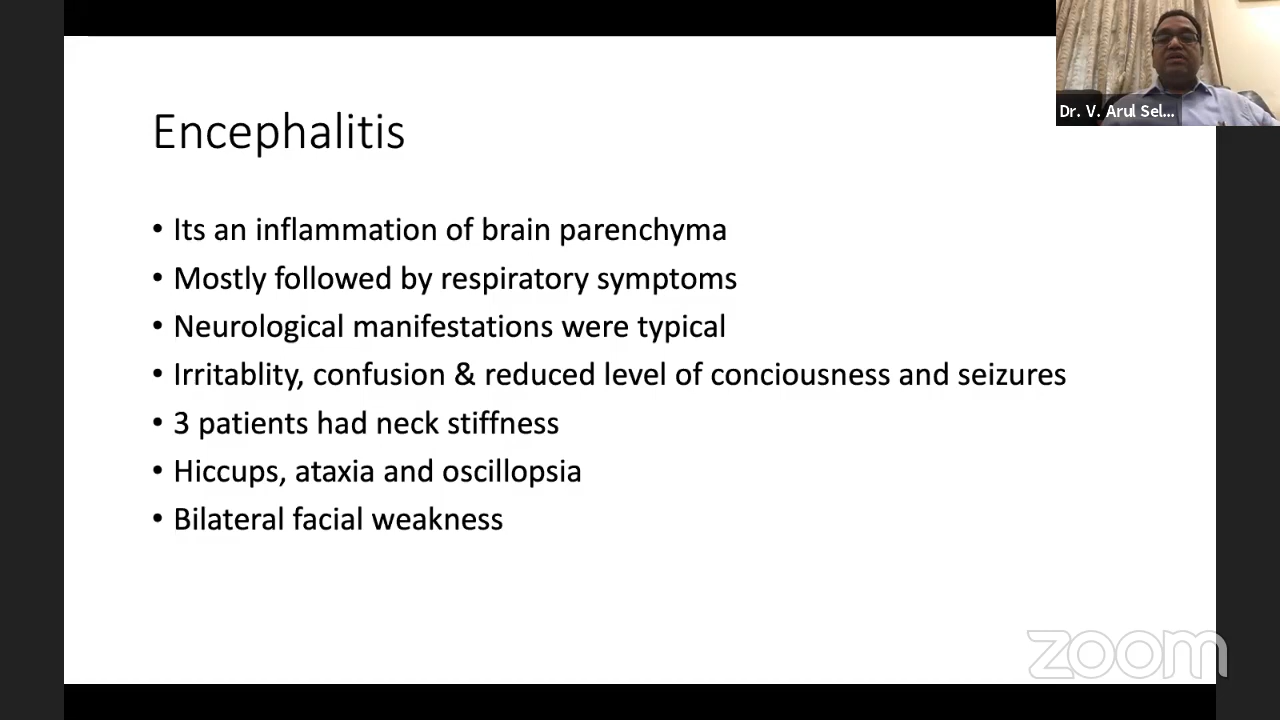 Dr. V. Arul Sel...
Encephalitis
• Its an inflammation of brain parenchyma
• Mostly followed by respiratory symptoms
• Neurological manifestations were typical
• Irritablity, confusion & reduced level of conciousness and seizures
• 3 patients had neck stiffness
• Hiccups, ataxia and oscillopsia
• Bilateral facial weakness
zoom